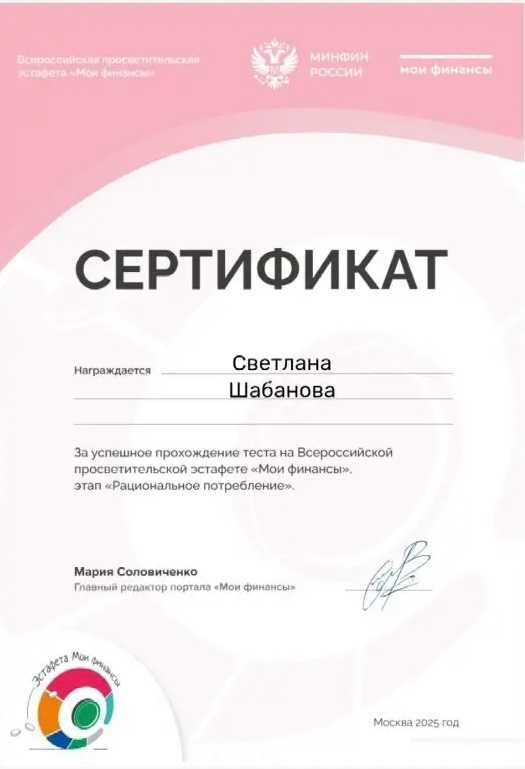 Всероссийская просветительская
эстафета «Мои финансы»
МИНФИН
РОССИИ
мои финансы
СЕРТИФИКАТ
Награждается
Светлана
Шабанова
За успешное прохождение теста на Всероссийской
просветительской эстафете «Мои финансы»,
этап «Рациональное потребление».
Мария Соловиченко
Главный редактор портала «Мои финансы»
Эстафета Мои финансы
Москва 2025 год